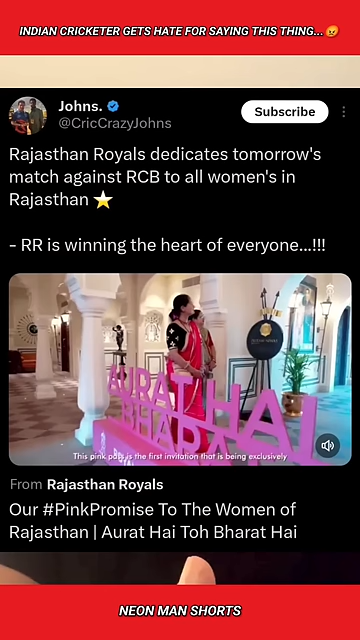 INDIAN CRICKETER GETS HATE FOR SAYING THIS THING...😡
Johns.
@CricCrazyJohns
Subscribe
Rajasthan Royals dedicates tomorrow's
match against RCB to all women's in
Rajasthan ⭐
- RR is winning the heart of everyone...!!!
AURAT HAI
BHARAT
This pink pass is the first invitation that is being exclusively
From Rajasthan Royals
Our #PinkPromise To The Women of
Rajasthan | Aurat Hai Toh Bharat Hai
NEON MAN SHORTS